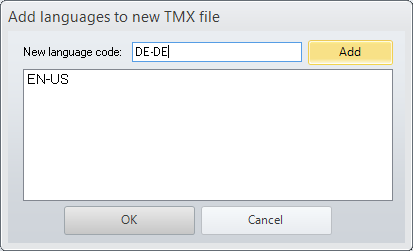 Add languages to new TMX file
New language code: DE-DE Add
EN-US
OK Cancel